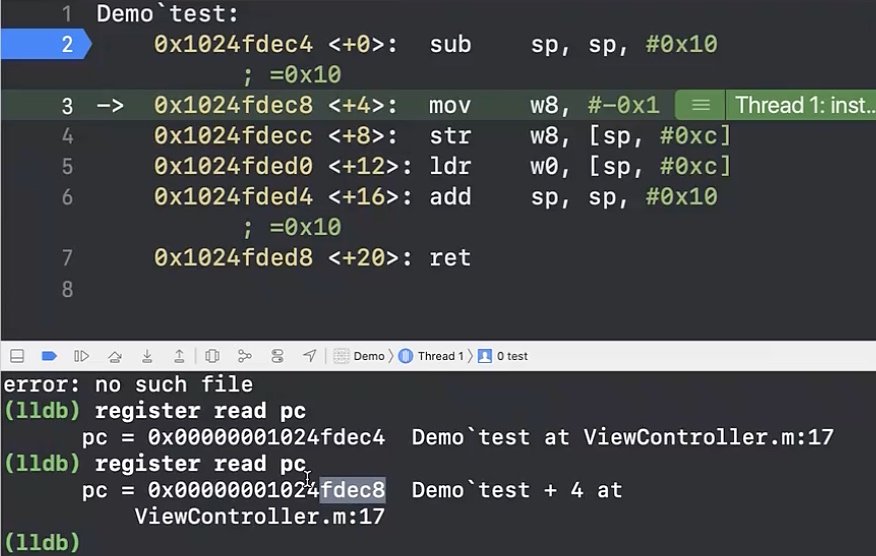 1 Demo`test:
2 0x1024fdec4 <+0>: sub sp, sp, #0x10
; =0x10
3 -> 0x1024fdec8 <+4>: mov w8, #-0x1 Thread 1: inst..
4 0x1024fdecc <+8>: str w8, [sp, #0xc]
5 0x1024fded0 <+12>: ldr w0, [sp, #0xc]
6 0x1024fded4 <+16>: add sp, sp, #0x10
; =0x10
7 0x1024fded8 <+20>: ret
8
Demo Thread 1 0 test
error: no such file
(lldb) register read pc
pc = 0x00000001024fdec4 Demo`test at ViewController.m:17
(lldb) register read pc
pc = 0x00000001024fdec8 Demo`test + 4 at
ViewController.m:17
(lldb)